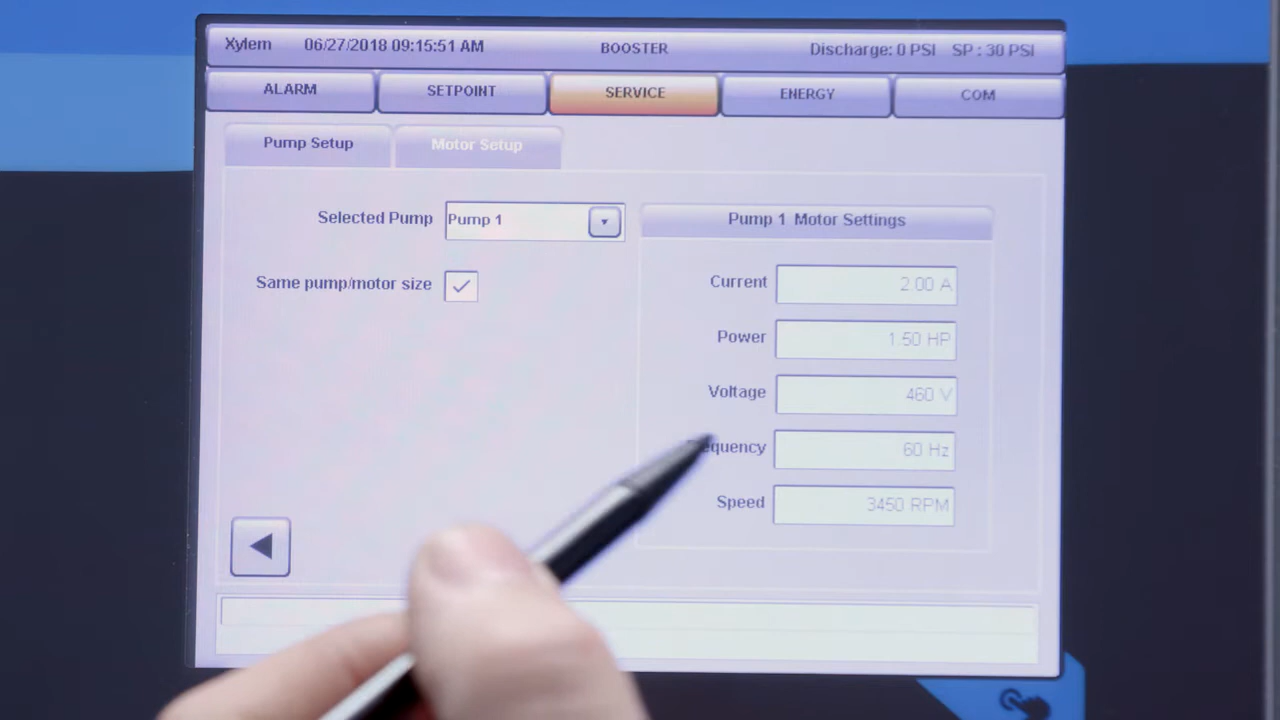 Xylem 06/27/2018 09:15:51 AM BOOSTER Discharge: 0 PSI SP : 30 PSI
ALARM SETPOINT SERVICE ENERGY COM
Pump Setup Motor Setup
Selected Pump Pump 1
Same pump/motor size
Pump 1 Motor Settings
Current 2.00 A
Power 1.50 HP
Voltage 460 V
equency 60 Hz
Speed 3450 RPM